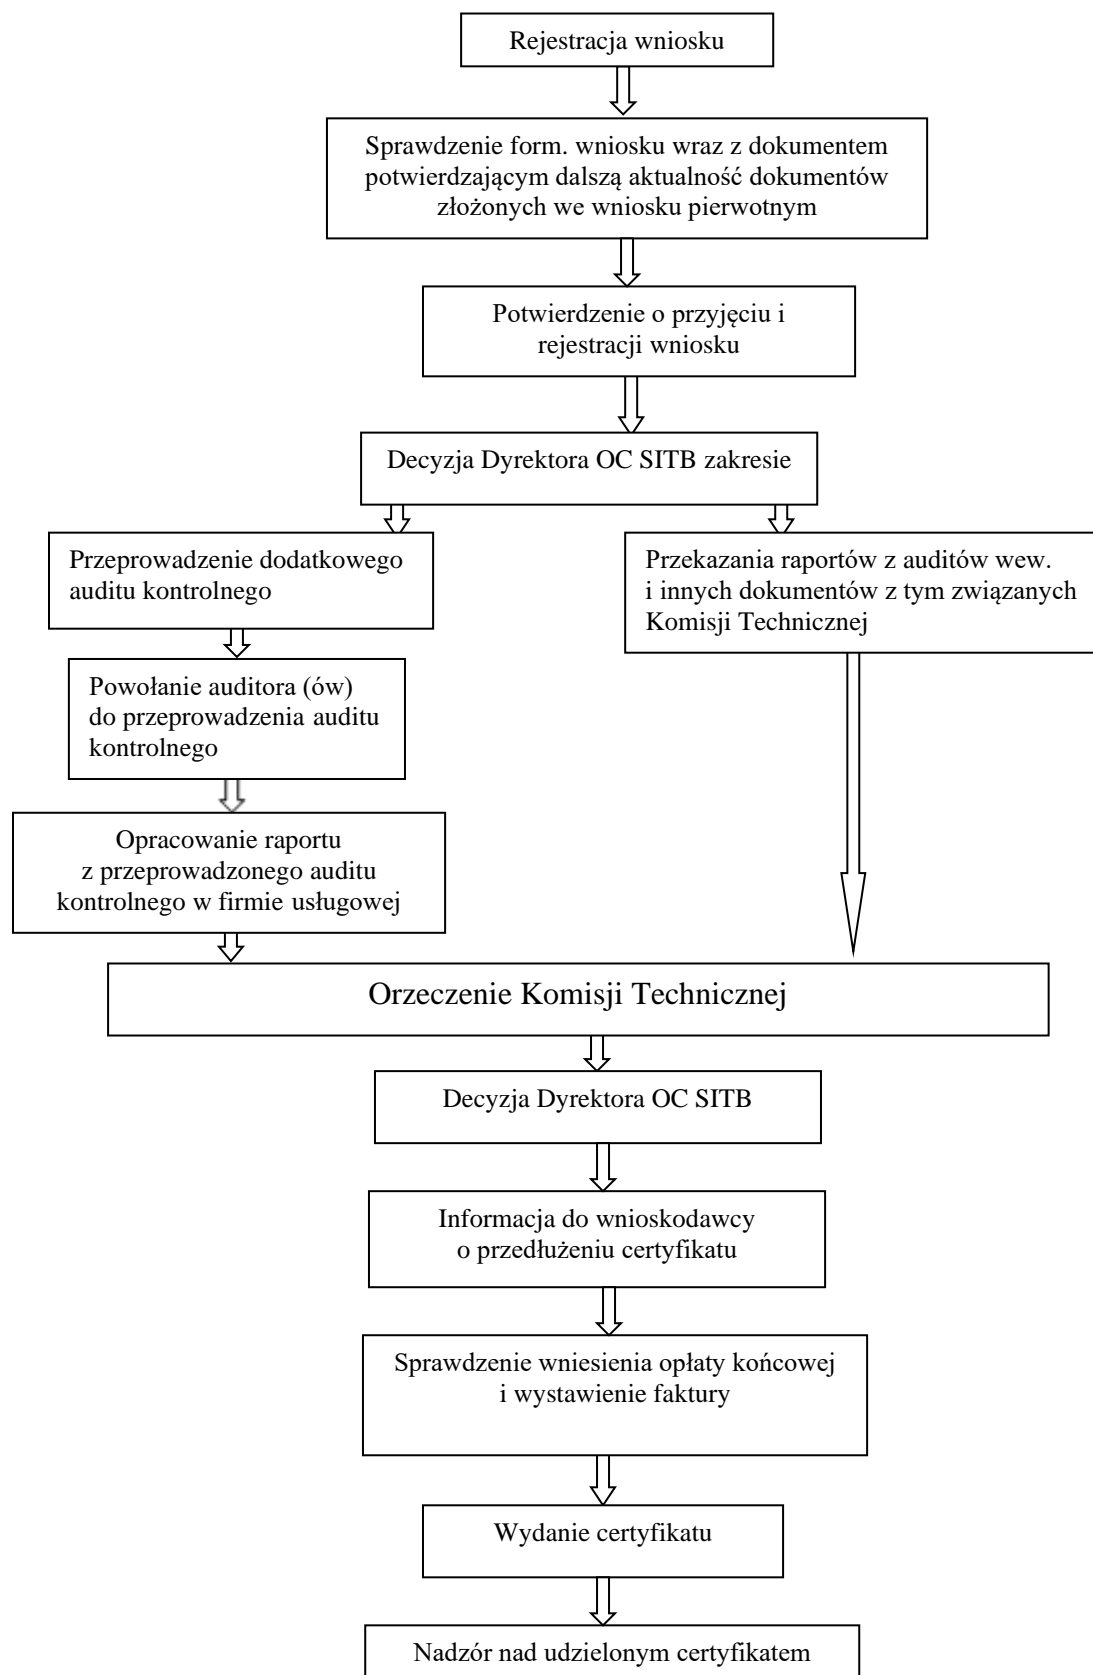 Rejestracja wniosku
Sprawdzenie form. wniosku wraz z dokumentem
potwierdzającym dalszą aktualność dokumentów
złożonych we wniosku pierwotnym
Potwierdzenie o przyjęciu i
rejestracji wniosku
Decyzja Dyrektora OC SITB zakresie
Przeprowadzenie dodatkowego
auditu kontrolnego
Przekazania raportów z auditów wew.
i innych dokumentów z tym związanych
Komisji Technicznej
Powołanie auditora (ów)
do przeprowadzenia auditu
kontrolnego
Opracowanie raportu
z przeprowadzonego auditu
kontrolnego w firmie usługowej
Orzeczenie Komisji Technicznej
Decyzja Dyrektora OC SITB
Informacja do wnioskodawcy
o przedłużeniu certyfikatu
Sprawdzenie wniesienia opłaty końcowej
i wystawienie faktury
Wydanie certyfikatu
Nadzór nad udzielonym certyfikatem